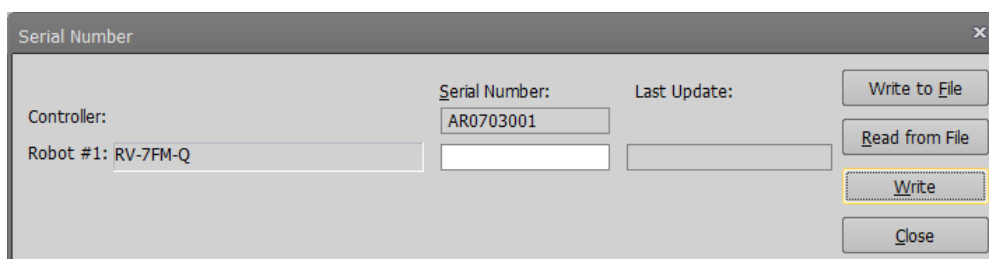 Serial Number
Serial Number:
Last Update:
Write to File
Controller:
AR0703001
Read from File
Robot #1: RV-7FM-Q
Write
Close